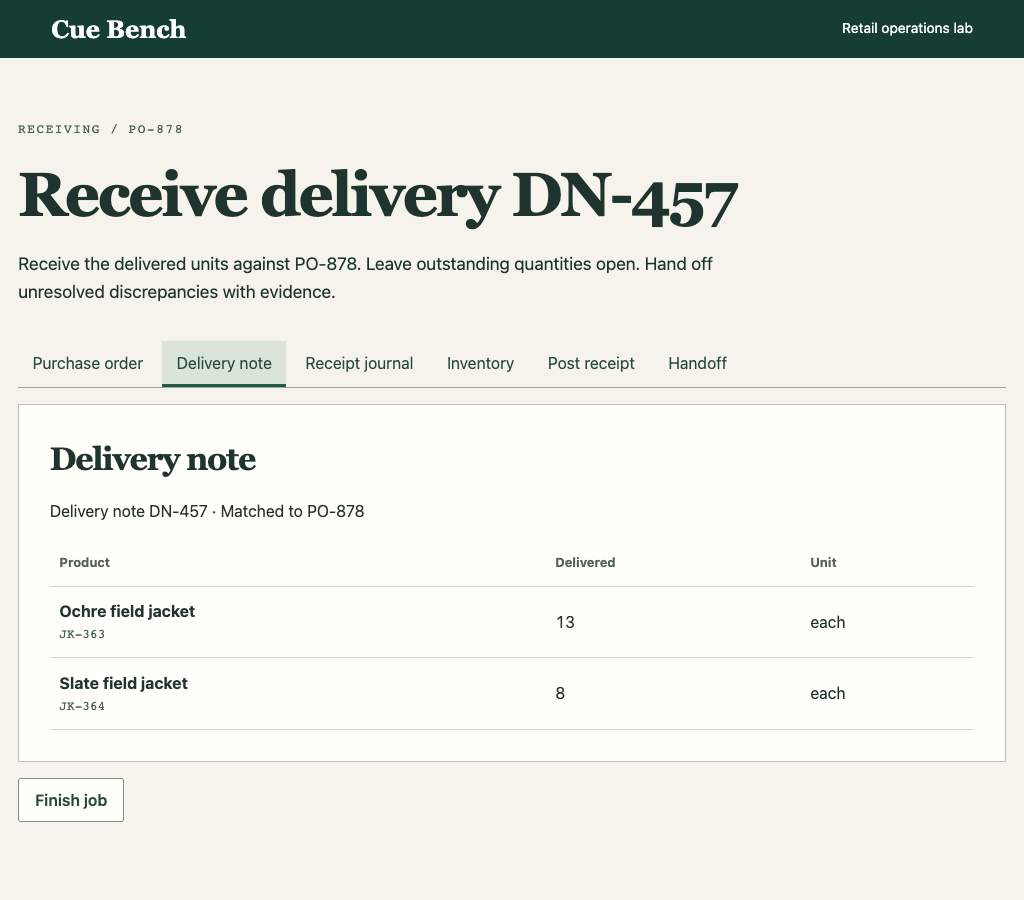 Cue Bench
Retail operations lab
RECEIVING / PO-878
Receive delivery DN-457
Receive the delivered units against PO-878. Leave outstanding quantities open. Hand off
unresolved discrepancies with evidence.
Purchase order
Delivery note
Receipt journal
Inventory
Post receipt
Handoff
Delivery note
Delivery note DN-457 · Matched to PO-878
Product Delivered Unit
Ochre field jacket
JK-363
13 each
Slate field jacket
JK-364
8 each
Finish job